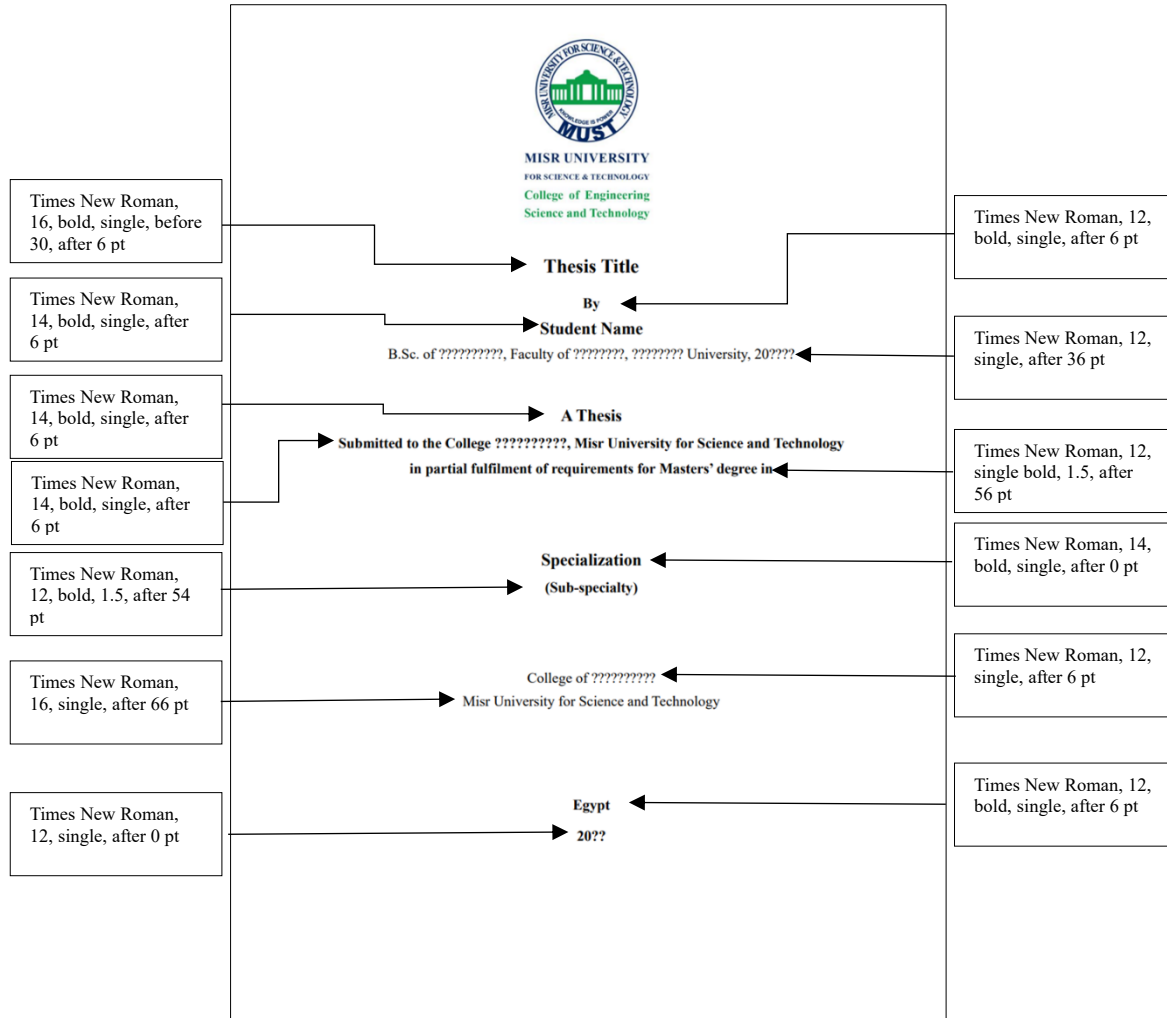 MISR UNIVERSITY FOR SCIENCE & TECHNOLOGY
KNOWLEDGE IS POWER
MUST
MISR UNIVERSITY
FOR SCIENCE & TECHNOLOGY
College of Engineering
Science and Technology
Times New Roman,
16, bold, single, before
30, after 6 pt
Times New Roman, 12,
bold, single, after 6 pt
Thesis Title
By
Times New Roman,
14, bold, single, after
6 pt
Student Name
B.Sc. of ??????????, Faculty of ????????, ???????? University, 20????
Times New Roman, 12,
single, after 36 pt
Times New Roman,
14, bold, single, after
6 pt
A Thesis
Submitted to the College ??????????, Misr University for Science and Technology
in partial fulfilment of requirements for Masters’ degree in
Times New Roman, 12,
single bold, 1.5, after
56 pt
Times New Roman,
14, bold, single, after
6 pt
Times New Roman, 14,
bold, single, after 0 pt
Specialization
(Sub-specialty)
Times New Roman,
12, bold, 1.5, after 54
pt
Times New Roman, 12,
single, after 6 pt
College of ??????????
Misr University for Science and Technology
Times New Roman,
16, single, after 66 pt
Times New Roman, 12,
bold, single, after 6 pt
Egypt
20??
Times New Roman,
12, single, after 0 pt